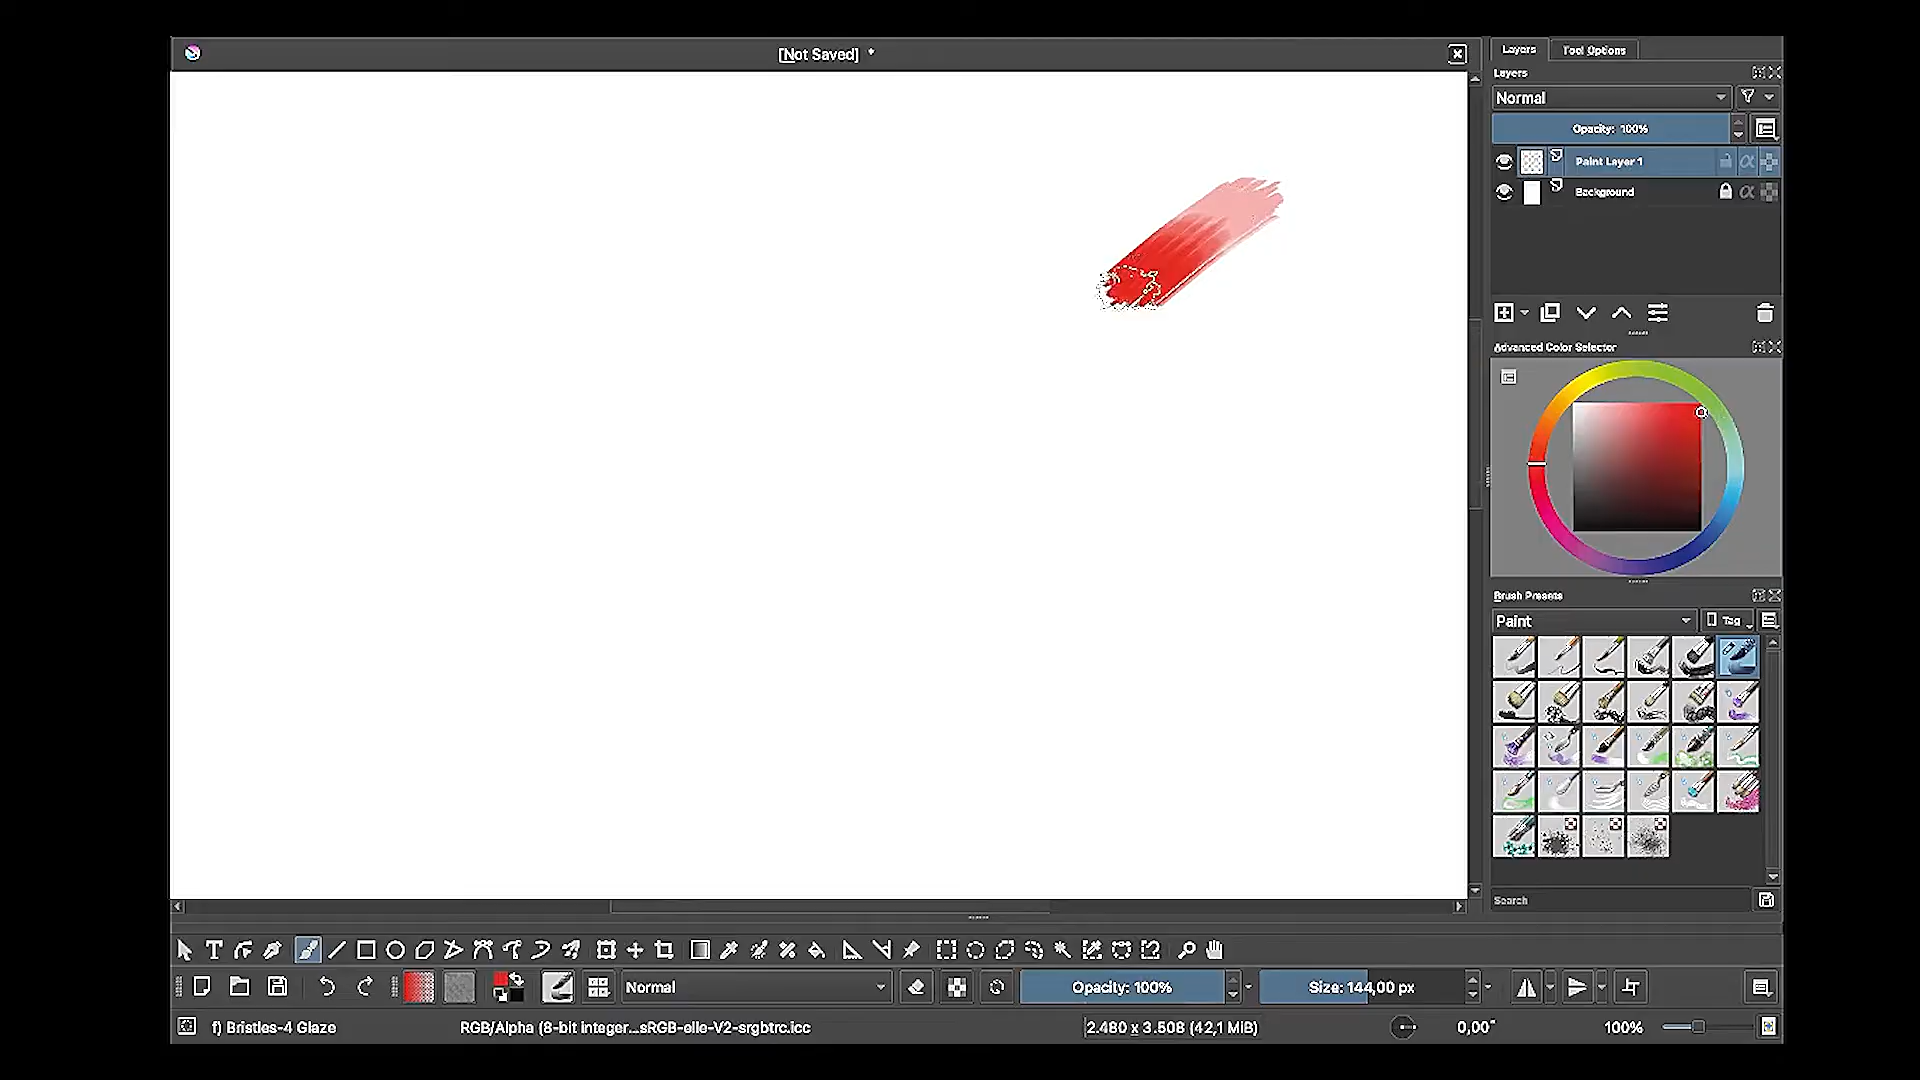 [Not Saved] *
Layers
Tool Options
Layers
Normal
Opacity: 100%
Paint Layer 1
Background
Advanced Color Selector
Brush Presets
Paint
Tag
Search
T
Normal
Opacity: 100%
Size: 144,00 px
f) Bristles-4 Glaze
RGB/Alpha (8-bit integer...sRGB-elle-V2-srgbtrc.icc
2.480 x 3.508 (42,1 MiB)
0,00°
100%